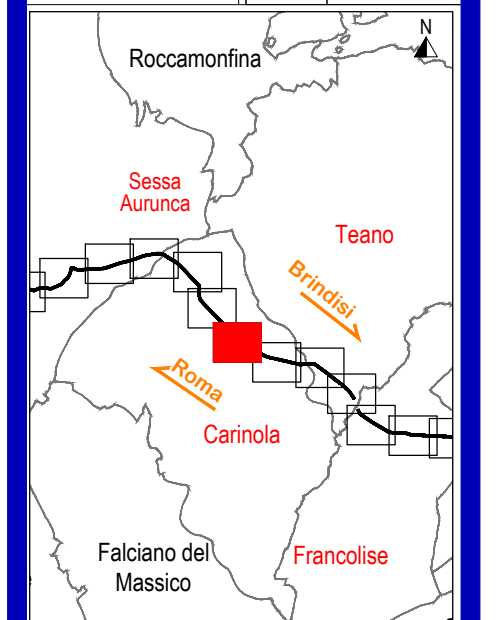 N
Roccamonfina
Sessa
Aurunca
Teano
Brindisi
Roma
Carinola
Falciano del
Massico
Francolise